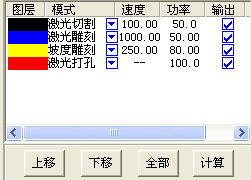 图层 模式 速度 功率 输出
激光切割 100.00 50.0
激光雕刻 1000.00 50.00
坡度雕刻 250.00 80.00
激光打孔 -- 100.0
上移 下移 全部 计算